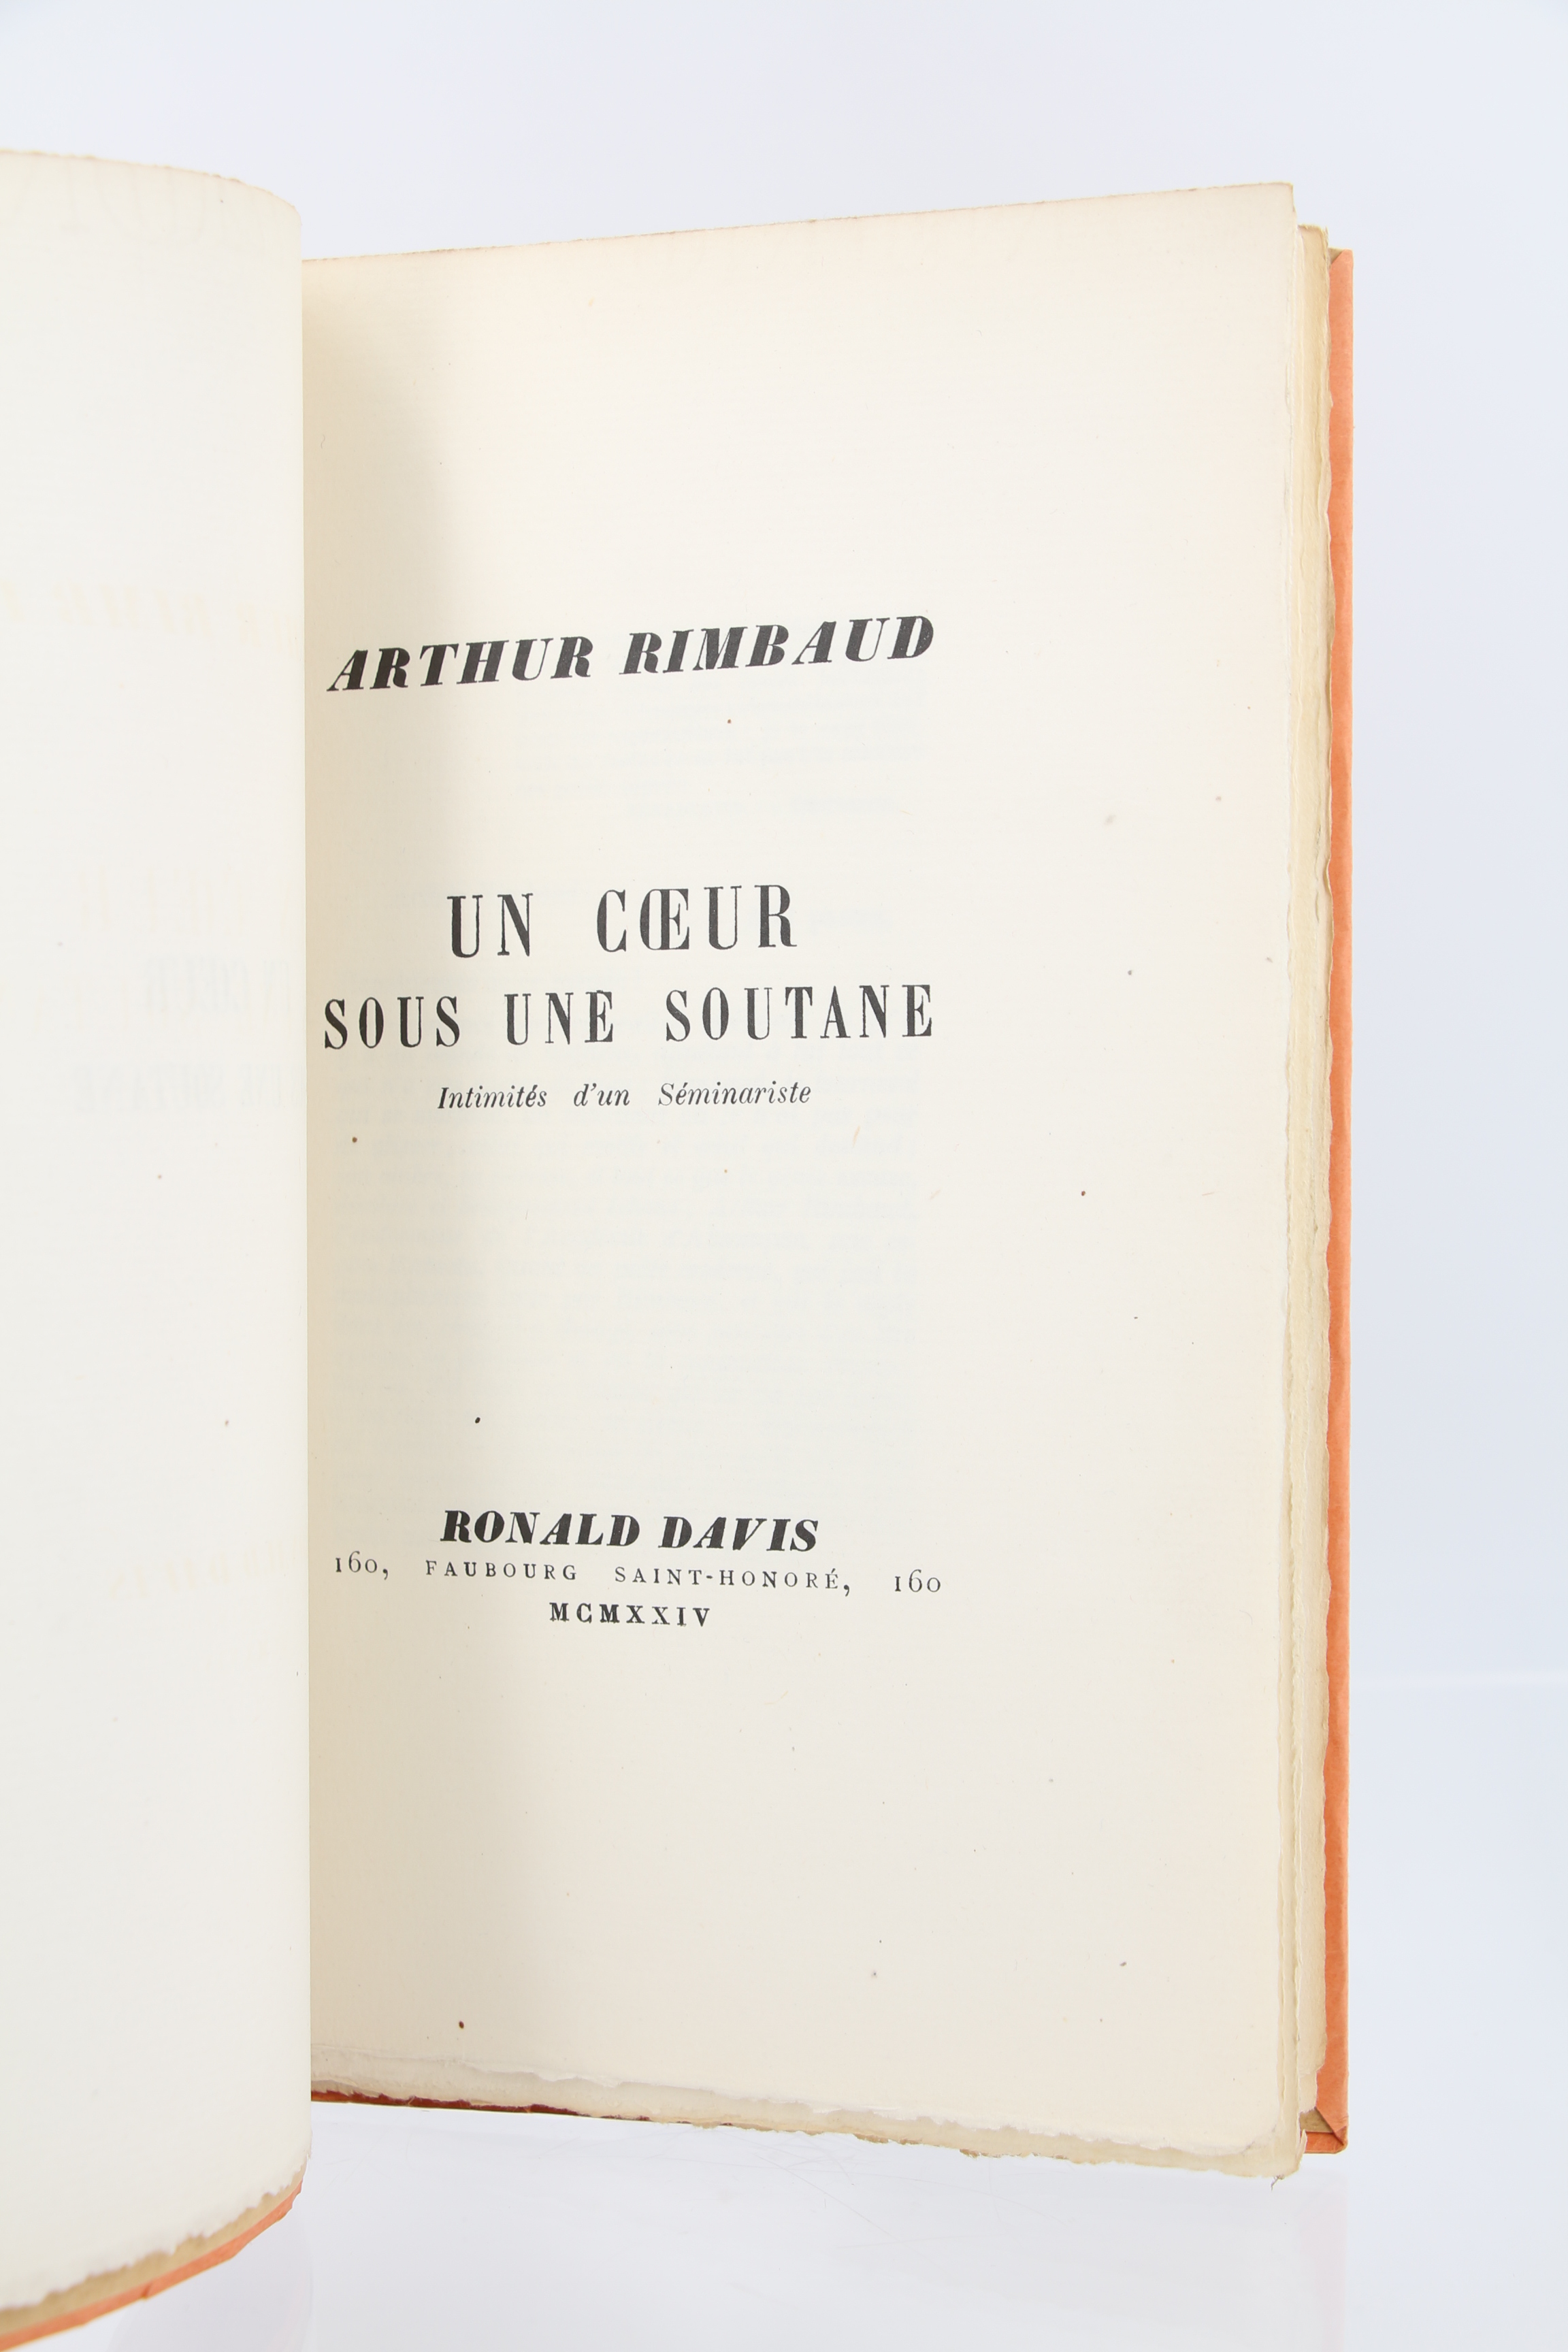 ARTHUR RIMBAUD
UN CŒUR
SOUS UNE SOUTANE
Intimités d'un Séminariste
RONALD DAVIS
160, FAUBOURG SAINT-HONORÉ, 160
MCMXXIV